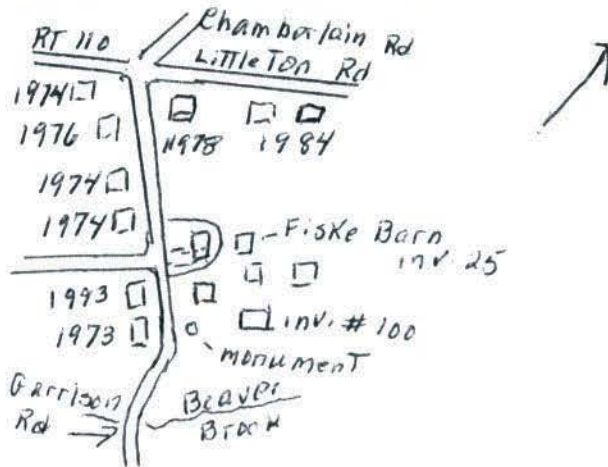 Chamberlain Rd
RT 110
Littleton Rd
1974
1976
1978
1984
1974
1974
Fiske Barn
inv. 25
1993
1973
inv. # 100
monument
Garrison
Rd
Beaver
Brook